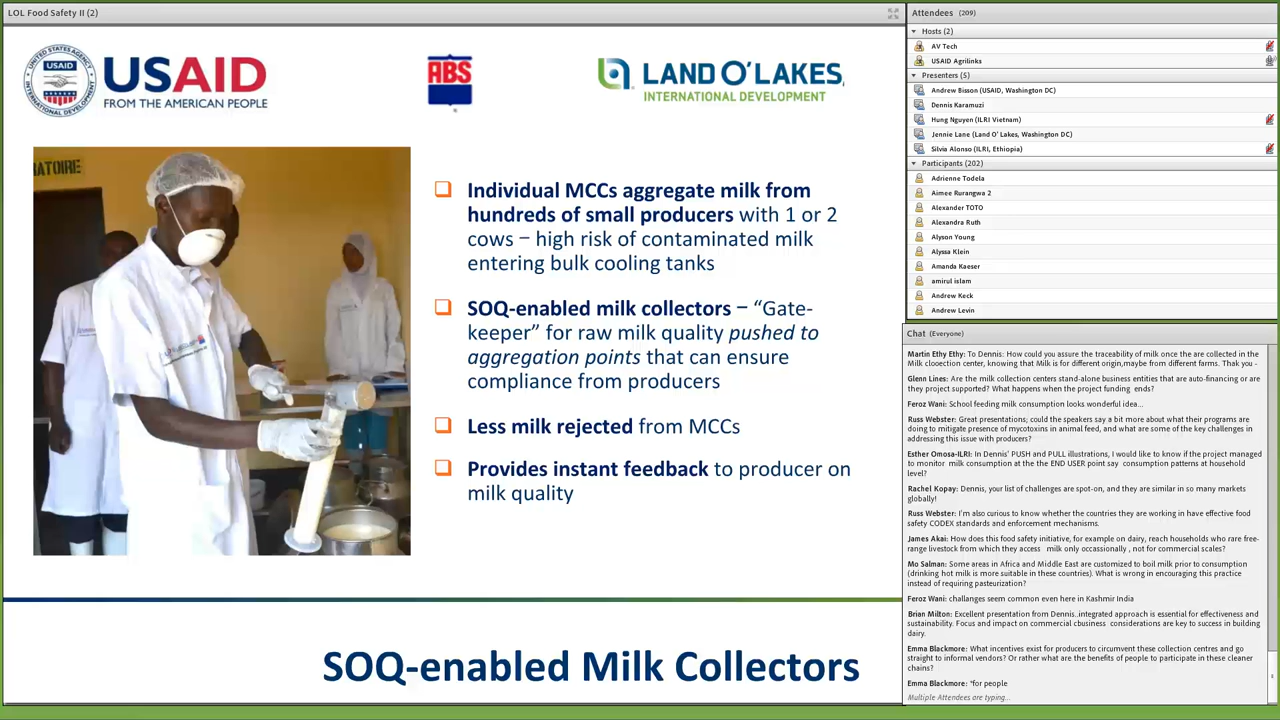 LOL Food Safety II (2)
UNITED STATES AGENCY
USAID
INTERNATIONAL DEVELOPMENT
USAID
FROM THE AMERICAN PEOPLE
ABS
LAND O'LAKES
INTERNATIONAL DEVELOPMENT
RATOIRE
Individual MCCs aggregate milk from
hundreds of small producers with 1 or 2
cows – high risk of contaminated milk
entering bulk cooling tanks
SOQ-enabled milk collectors – “Gate-
keeper” for raw milk quality pushed to
aggregation points that can ensure
compliance from producers
Less milk rejected from MCCs
Provides instant feedback to producer on
milk quality
SOQ-enabled Milk Collectors
Attendees (209)
Hosts (2)
AV Tech
USAID Agrilinks
Presenters (5)
Andrew Bisson (USAID, Washington DC)
Dennis Karamuzi
Hung Nguyen (ILRI Vietnam)
Jennie Lane (Land O' Lakes, Washington DC)
Silvia Alonso (ILRI, Ethiopia)
Participants (202)
Adrienne Todela
Aimee Rurangwa 2
Alexander TOTO
Alexandra Ruth
Alyson Young
Alyssa Klein
Amanda Kaeser
amirul islam
Andrew Keck
Andrew Levin
Chat (Everyone)
Martin Ethy Ethy: To Dennis: How could you assure the traceability of milk once the are collected in the
Milk clooection center, knowing that Milk is for different origin,maybe from different farms. Thak you -
Glenn Lines: Are the milk collection centers stand-alone business entities that are auto-financing or are
they project supported? What happens when the project funding ends?
Feroz Wani: School feeding milk consumption looks wonderful idea...
Russ Webster: Great presentations; could the speakers say a bit more about what their programs are
doing to mitigate presence of mycotoxins in animal feed, and what are some of the key challenges in
addressing this issue with producers?
Esther Omosa-ILRI: In Dennis' PUSH and PULL illustrations, I would like to know if the project managed
to monitor milk consumption at the the END USER point say consumption patterns at household
level?
Rachel Kopay: Dennis, your list of challenges are spot-on, and they are similar in so many markets
globally!
Russ Webster: I'm also curious to know whether the countries they are working in have effective food
safety CODEX standards and enforcement mechanisms.
James Akai: How does this food safety initiative, for example on dairy, reach households who rare free-
range livestock from which they access milk only occassionally , not for commercial scales?
Mo Salman: Some areas in Africa and Middle East are customized to boil milk prior to consumption
(drinking hot milk is more suitable in these countries). What is wrong in encouraging this practice
instead of requiring pasteurization?
Feroz Wani: challanges seem common even here in Kashmir India
Brian Milton: Excellent presentation from Dennis..integrated approach is essential for effectiveness and
sustainability. Focus and impact on commercial cbusiness considerations are key to success in building
dairy.
Emma Blackmore: What incentives exist for producers to circumvent these collection centres and go
straight to informal vendors? Or rather what are the benefits of people to participate in these cleaner
chains?
Emma Blackmore: *for people
Multiple Attendees are typing...